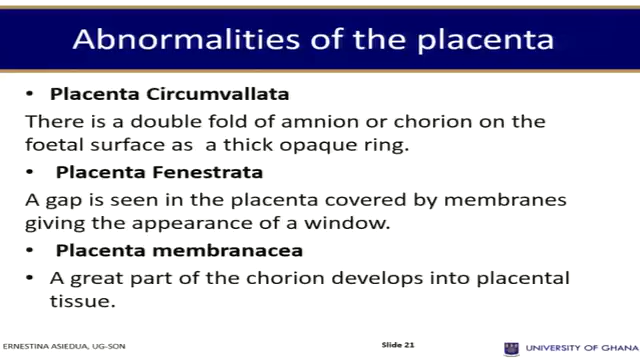 Abnormalities of the placenta
• Placenta Circumvallata
There is a double fold of amnion or chorion on the
foetal surface as a thick opaque ring.
• Placenta Fenestrata
A gap is seen in the placenta covered by membranes
giving the appearance of a window.
• Placenta membranacea
• A great part of the chorion develops into placental
tissue.
ERNESTINA ASIEDUA, UG-SON
Slide 21
UNIVERSITY OF GHANA